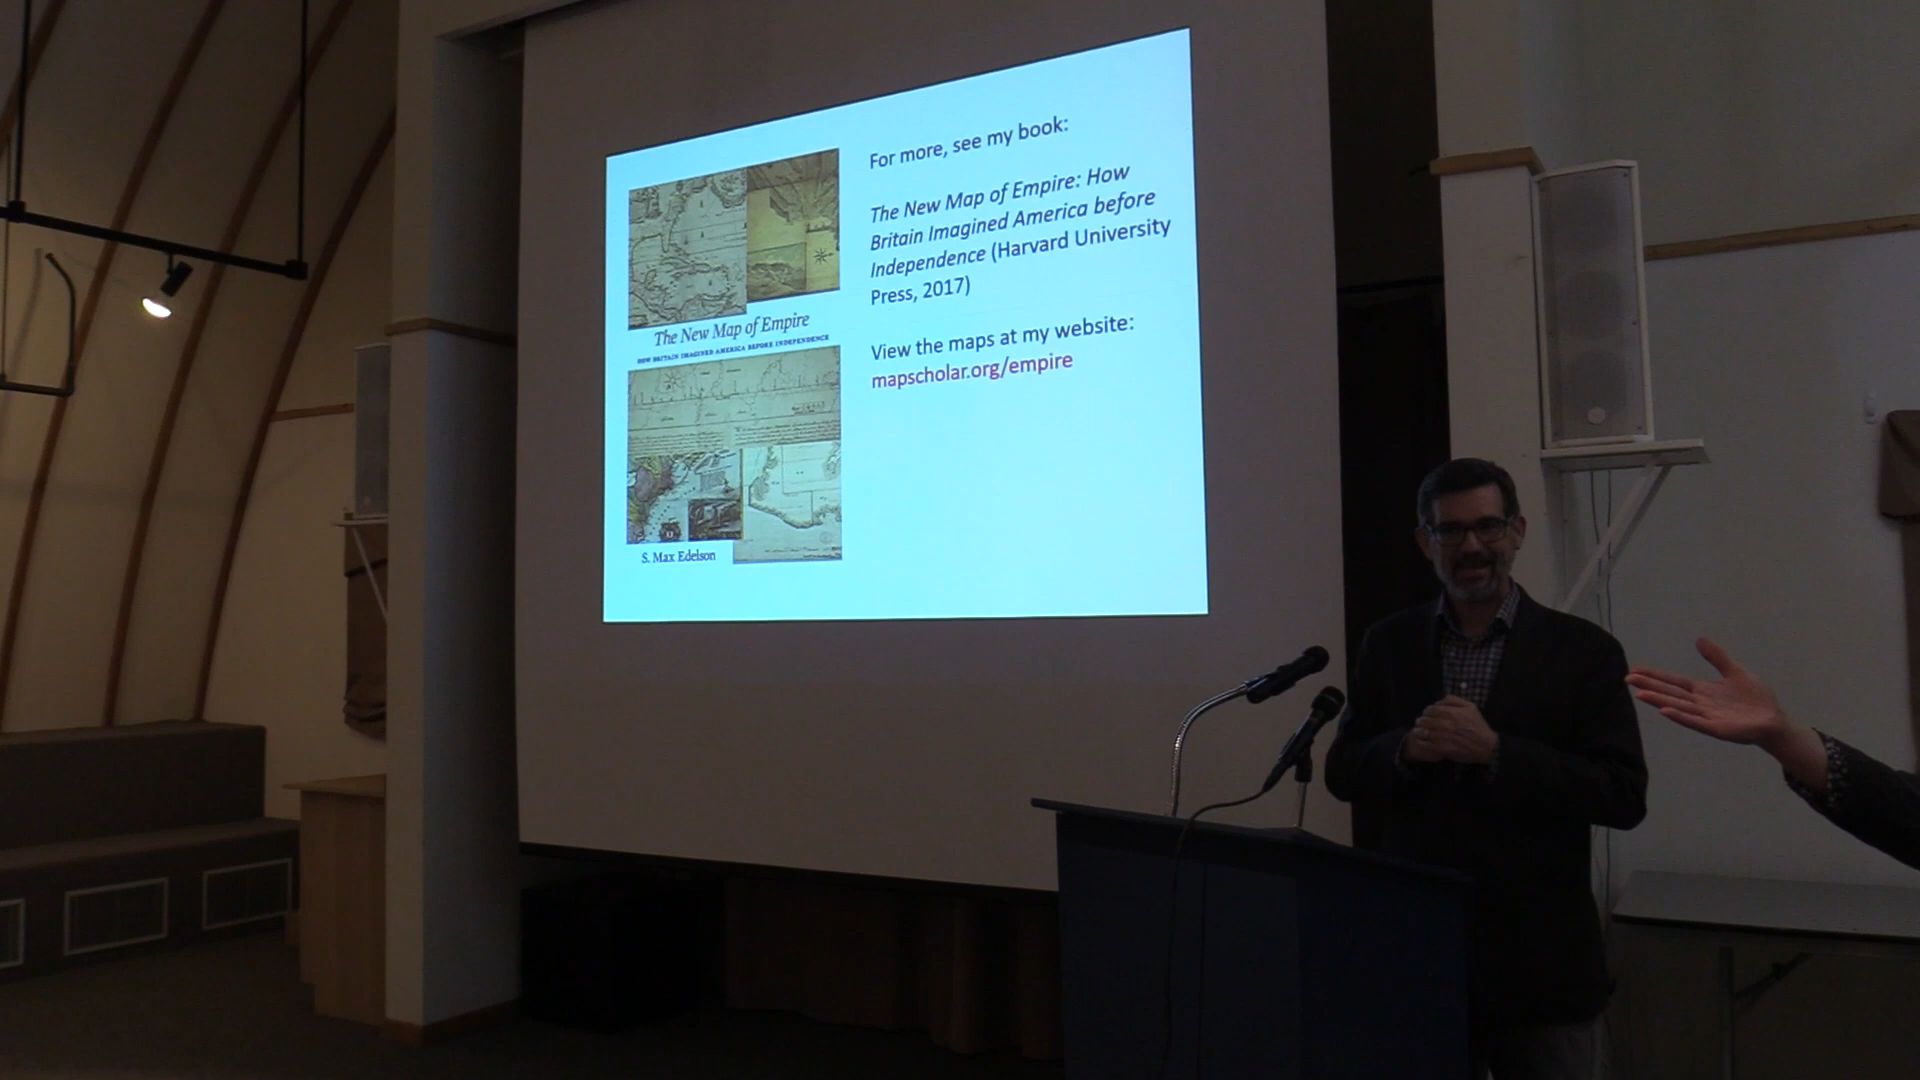 The New Map of Empire
HOW BRITAIN IMAGINED AMERICA BEFORE INDEPENDENCE
S. Max Edelson
For more, see my book:
The New Map of Empire: How
Britain Imagined America before
Independence (Harvard University
Press, 2017)
View the maps at my website:
mapscholar.org/empire